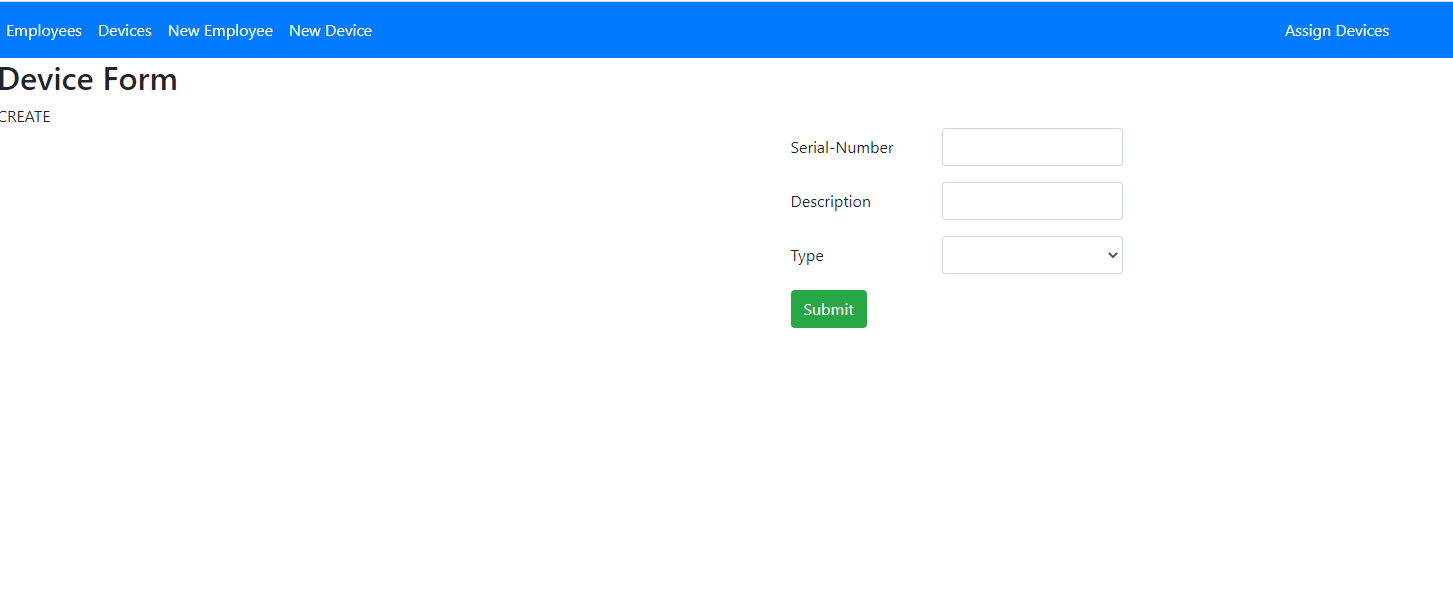 Employees Devices New Employee New Device Assign Devices
Device Form
CREATE
Serial-Number
Description
Type
Submit